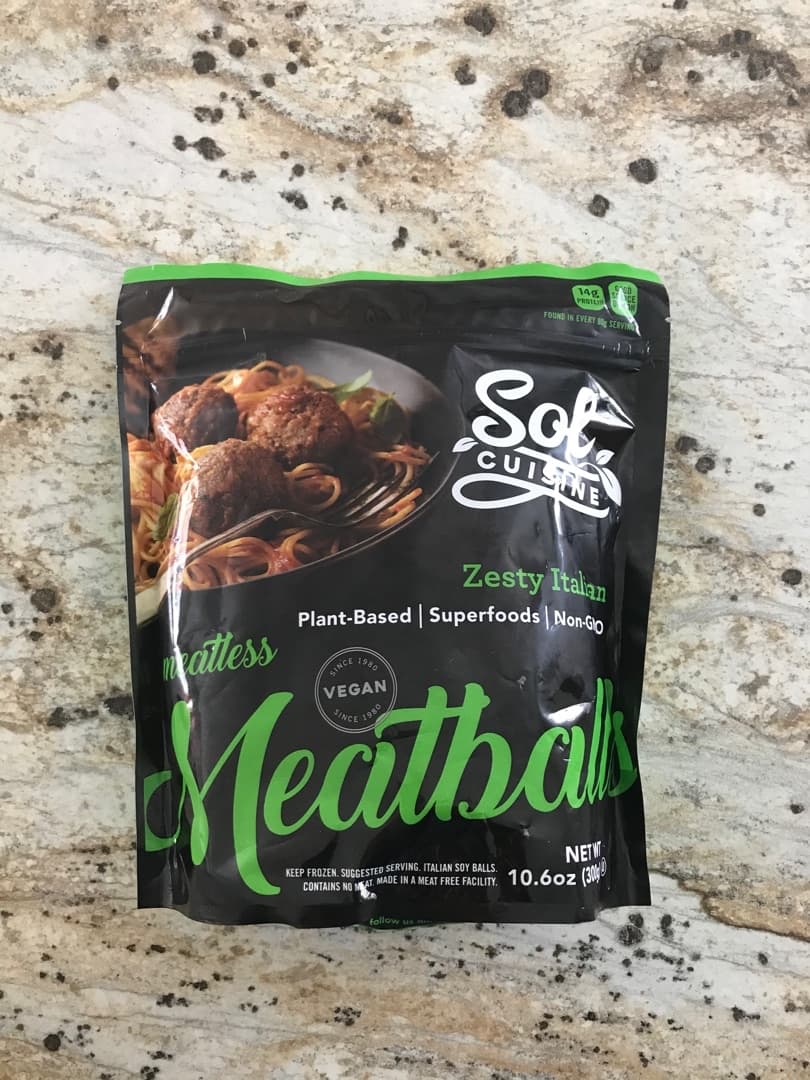 14g
PROTEIN
FOUND IN EVERY SERVING
Sol
CUISINE
Zesty Italian
Plant-Based | Superfoods | Non-GMO
meatless
SINCE 1980
VEGAN
SINCE 1980
Meatballs
KEEP FROZEN. SUGGESTED SERVING. ITALIAN SOY BALLS.
CONTAINS NO MEAT. MADE IN A MEAT FREE FACILITY.
NET WT
10.6oz (300g)
follow us